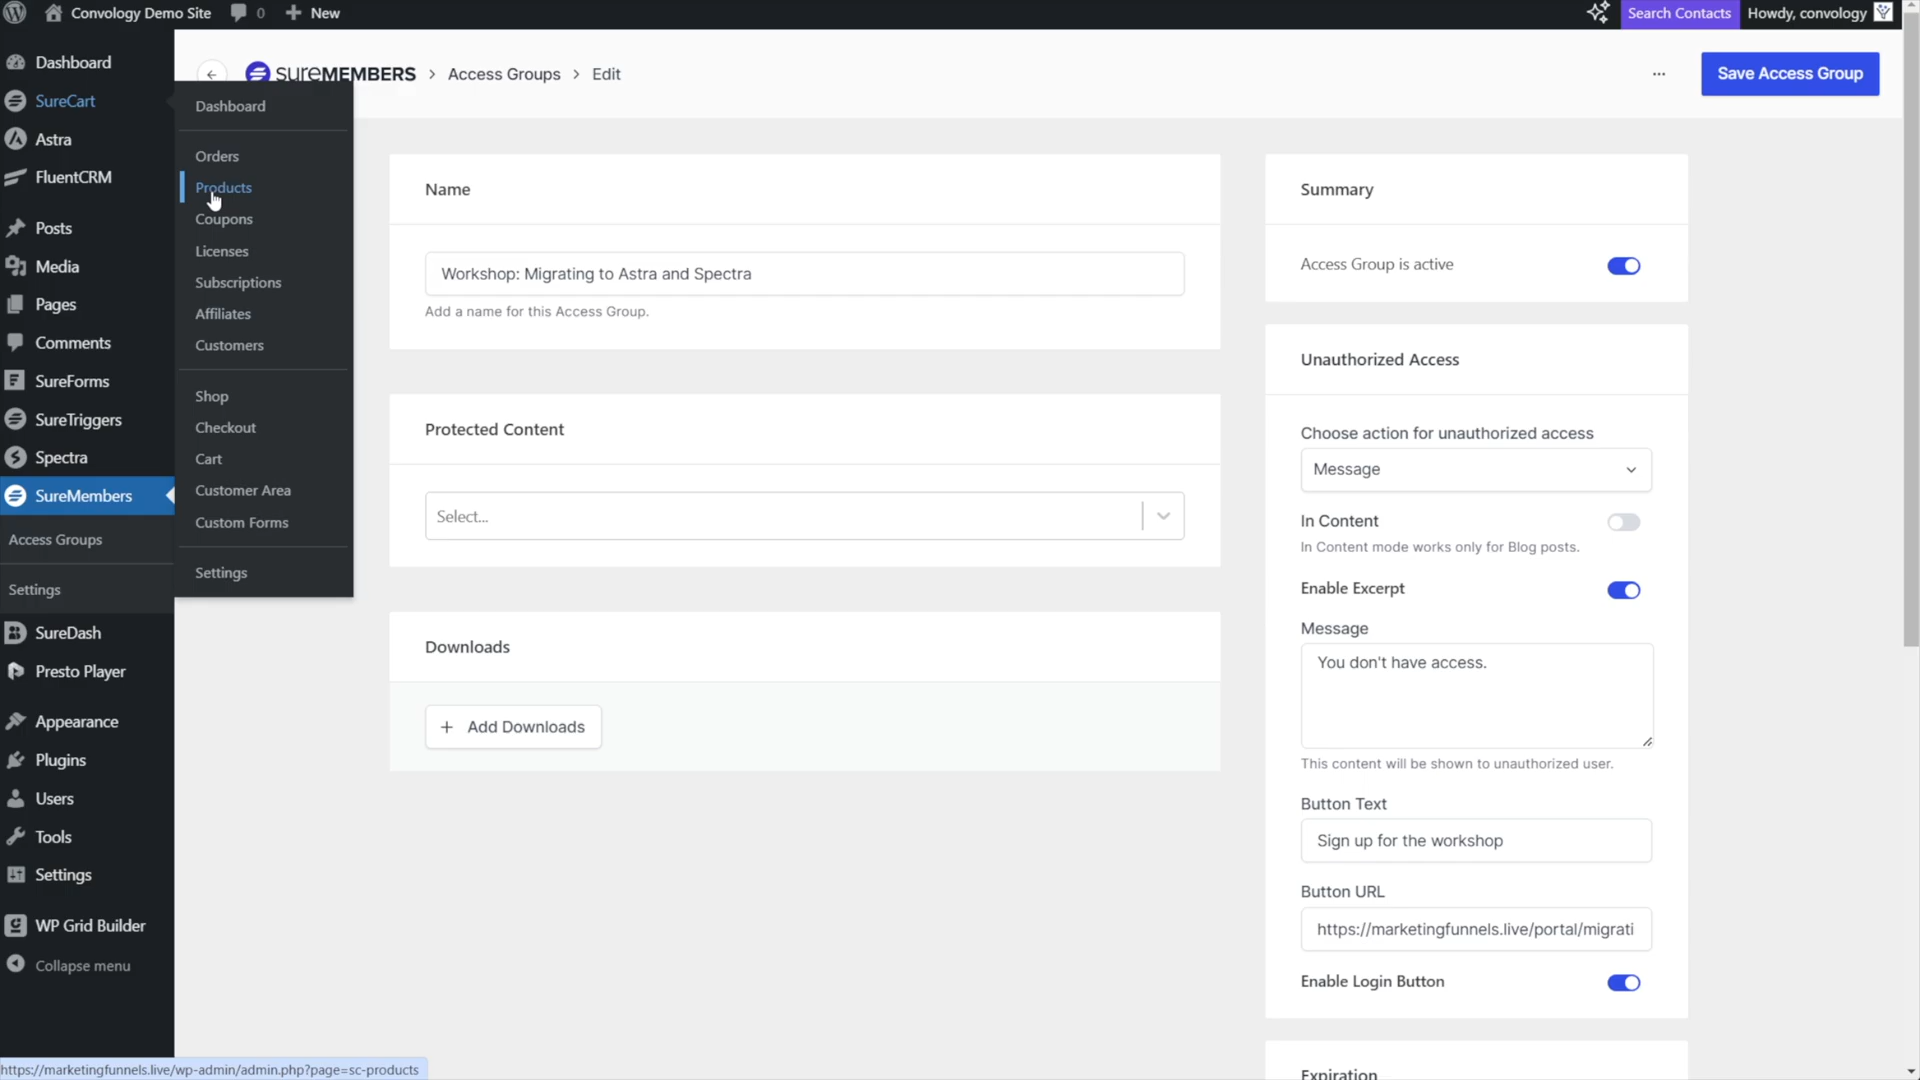 Convology Demo Site
0
New
Search Contacts
Howdy, convology
Dashboard
SureCart
Astra
FluentCRM
Posts
Media
Pages
Comments
SureForms
SureTriggers
Spectra
SureMembers
Access Groups
Settings
SureDash
Presto Player
Appearance
Plugins
Users
Tools
Settings
WP Grid Builder
Collapse menu
Dashboard
Orders
Products
Coupons
Licenses
Subscriptions
Affiliates
Customers
Shop
Checkout
Cart
Customer Area
Custom Forms
Settings
SUREMEMBERS > Access Groups > Edit
Save Access Group
Name
Workshop: Migrating to Astra and Spectra
Add a name for this Access Group.
Protected Content
Select...
Downloads
+ Add Downloads
Summary
Access Group is active
Unauthorized Access
Choose action for unauthorized access
Message
In Content
In Content mode works only for Blog posts.
Enable Excerpt
Message
You don't have access.
This content will be shown to unauthorized user.
Button Text
Sign up for the workshop
Button URL
https://marketingfunnels.live/portal/migrati
Enable Login Button
Expiration
https://marketingfunnels.live/wp-admin/admin.php?page=sc-products